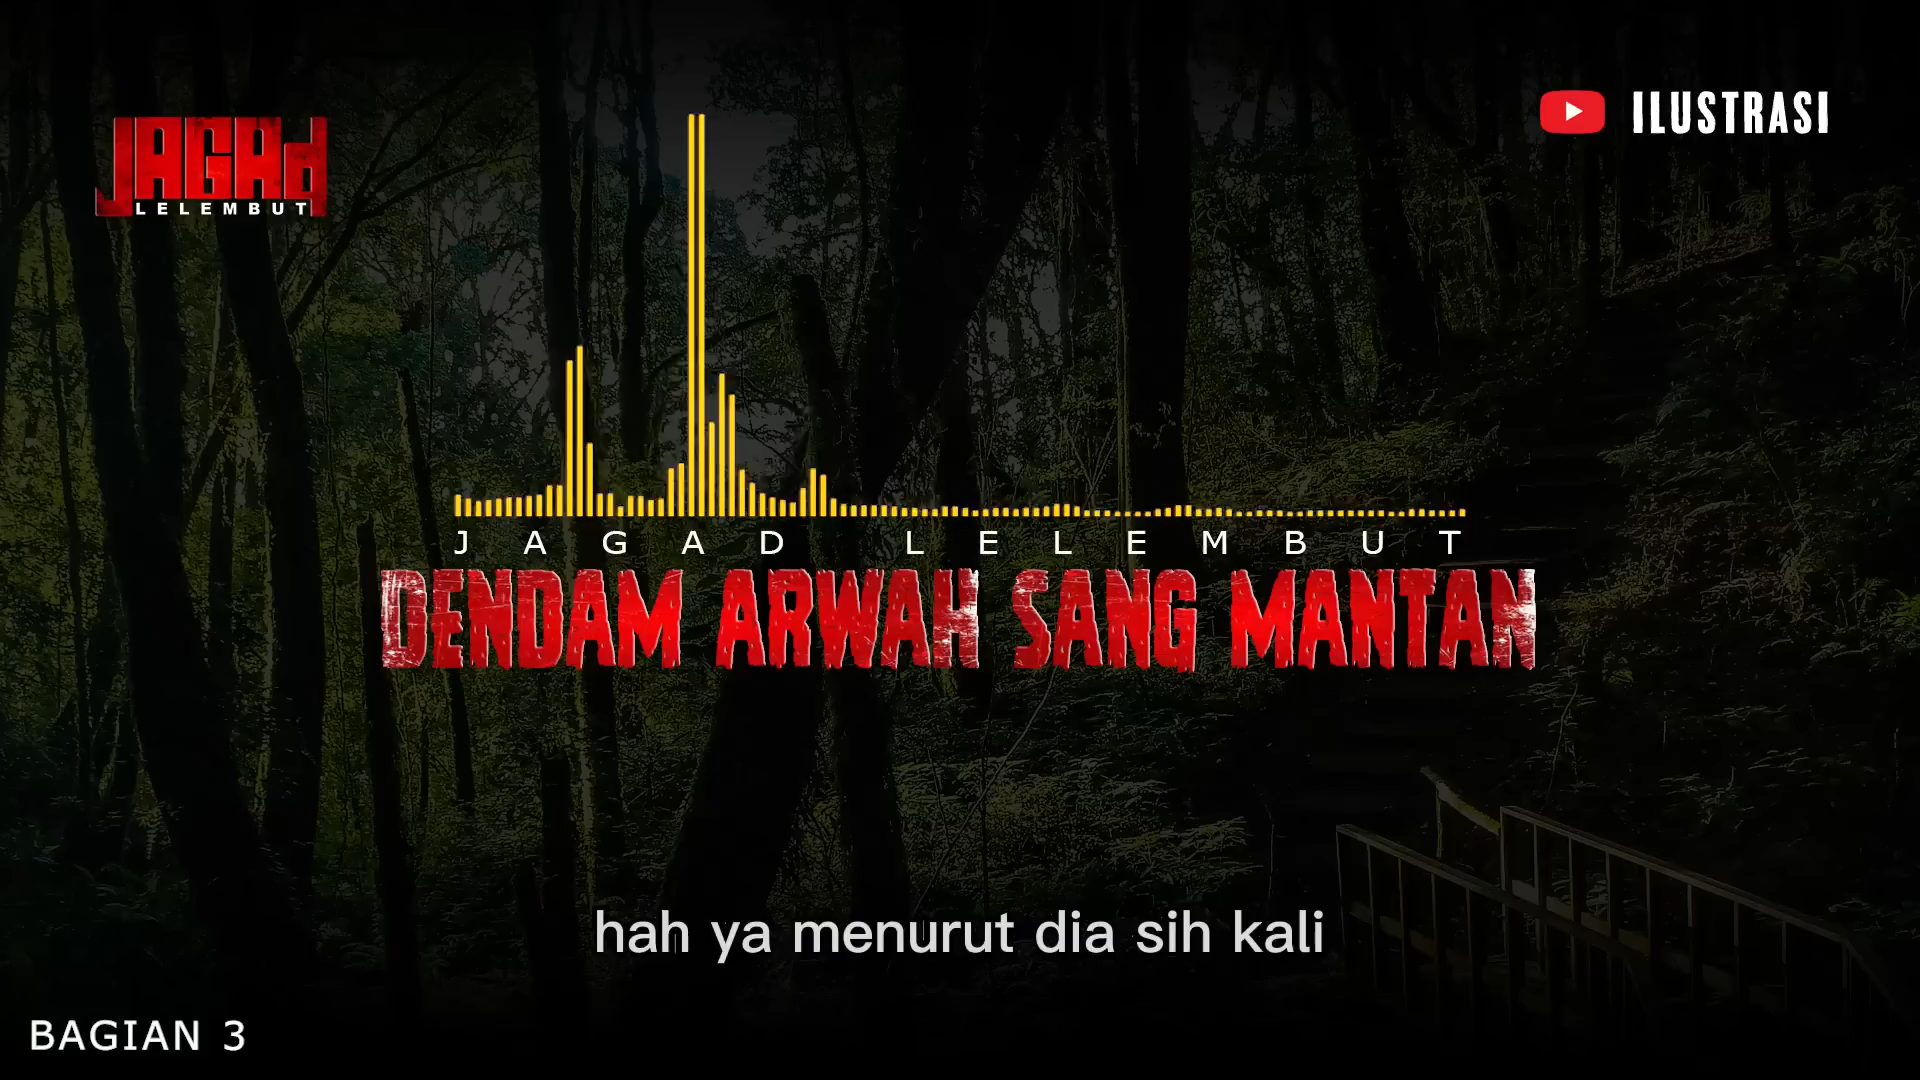 JAGAd
LELEMBUT
ILUSTRASI
JAGAD LELEMBUT
DENDAM ARWAH SANG MANTAN
hah ya menurut dia sih kali
BAGIAN 3